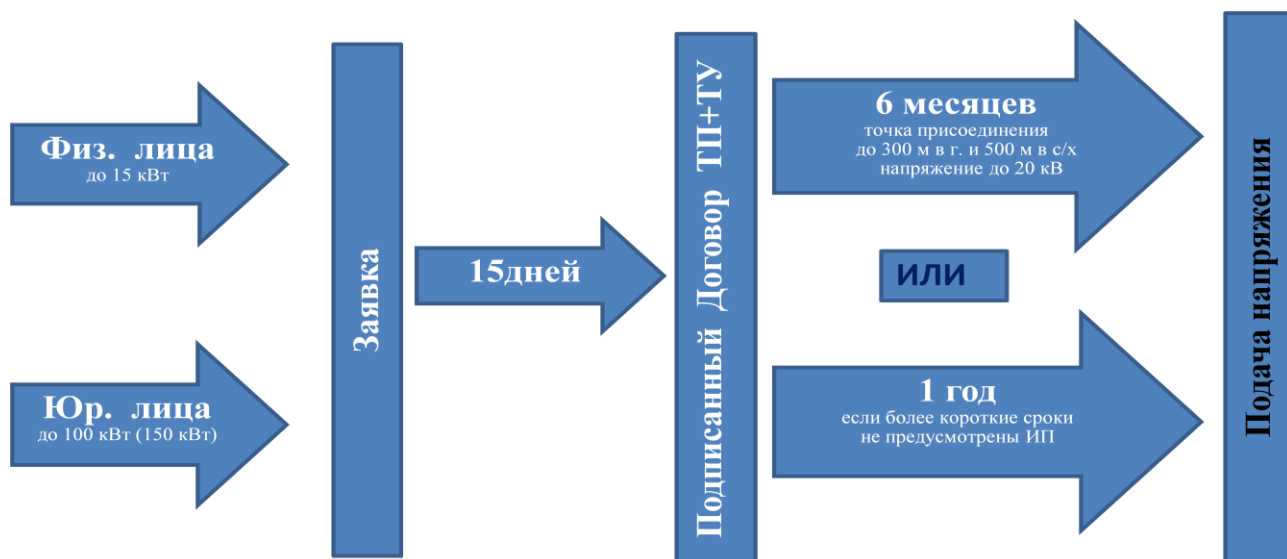 Физ. лица
до 15 кВт
Юр. лица
до 100 кВт (150 кВт)
Заявка
15дней
Подписанный Договор ТП+ТУ
6 месяцев
точка присоединения
до 300 м в г. и 500 м в с/х
напряжение до 20 кВ
ИЛИ
1 год
если более короткие сроки
не предусмотрены ИП
Подача напряжения